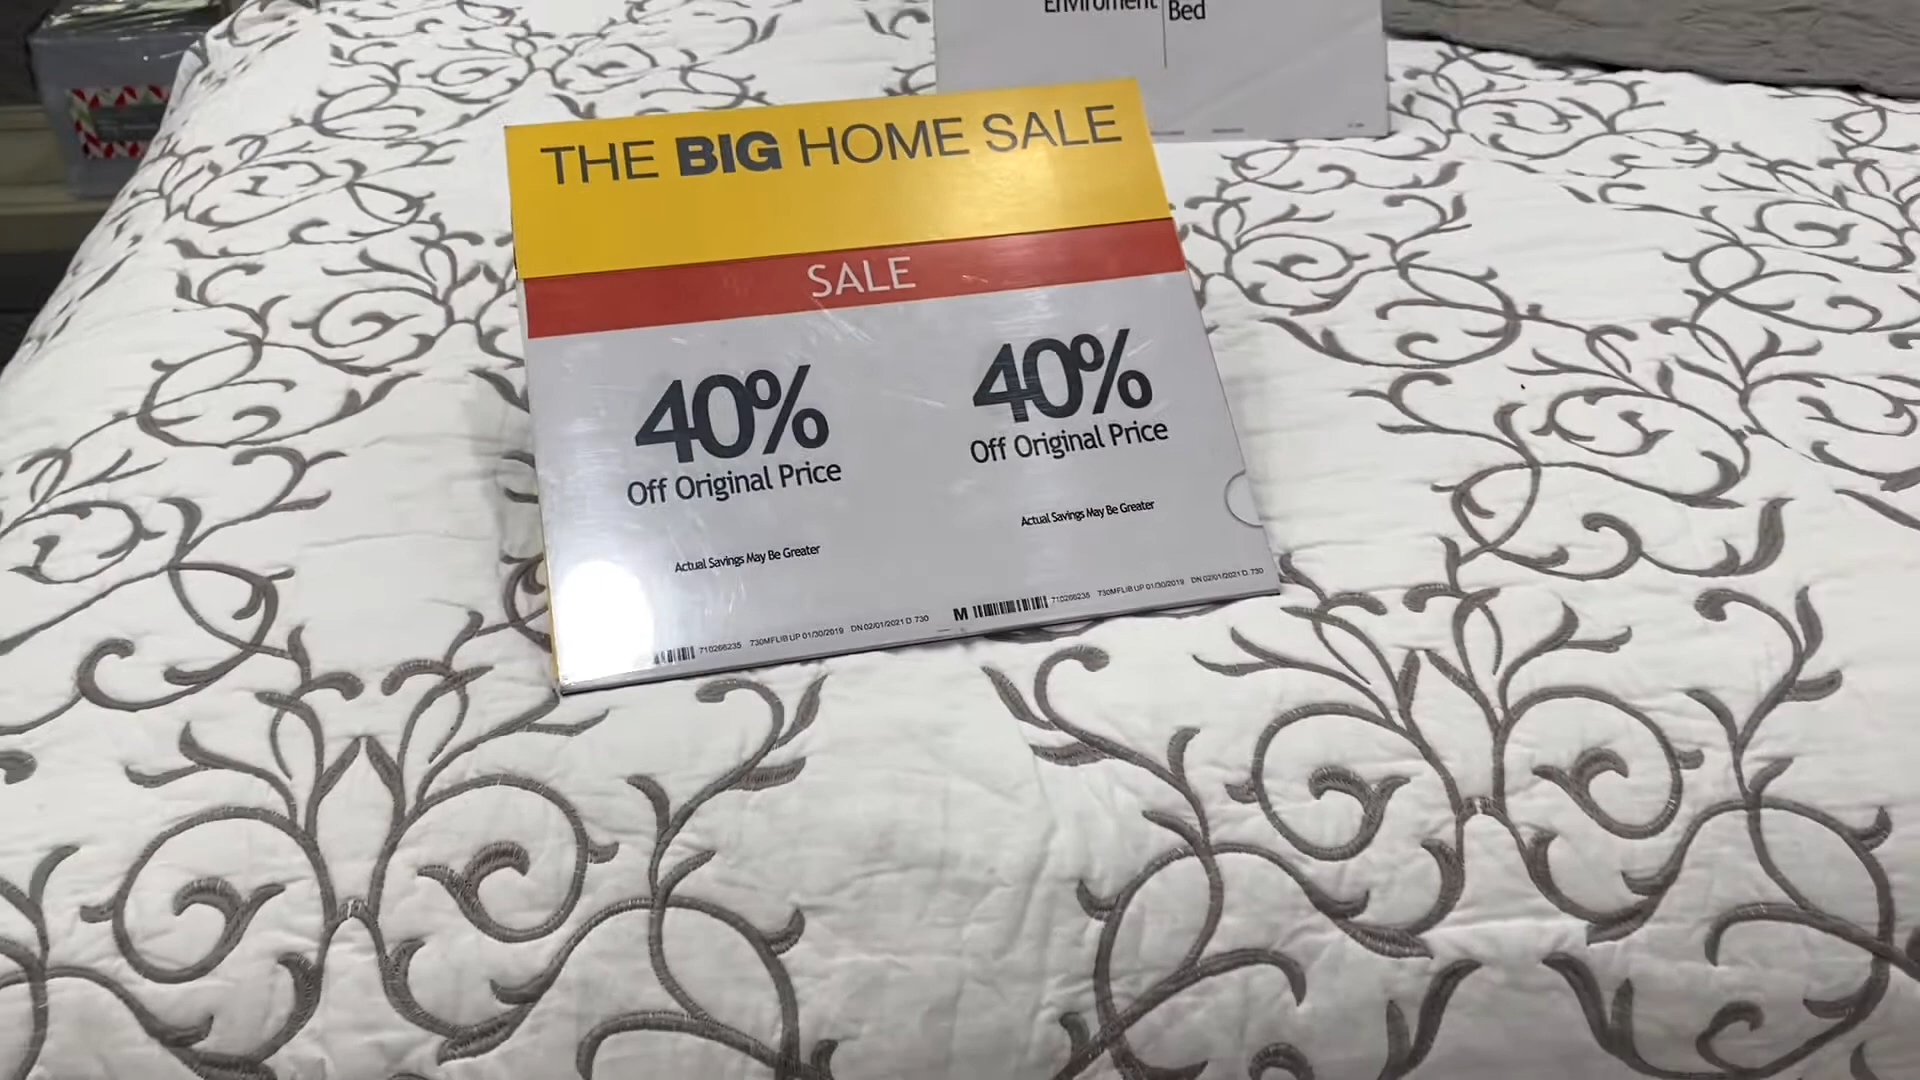 Enviroment
Bed
THE BIG HOME SALE
SALE
40%
Off Original Price
Actual Savings May Be Greater
710266235 730MFLIB UP 01/30/2019 DN 02/01/2021 D. 730
40%
Off Original Price
Actual Savings May Be Greater
M 710266235 730MFLIB UP 01/30/2019 DN 02/01/2021 D. 730